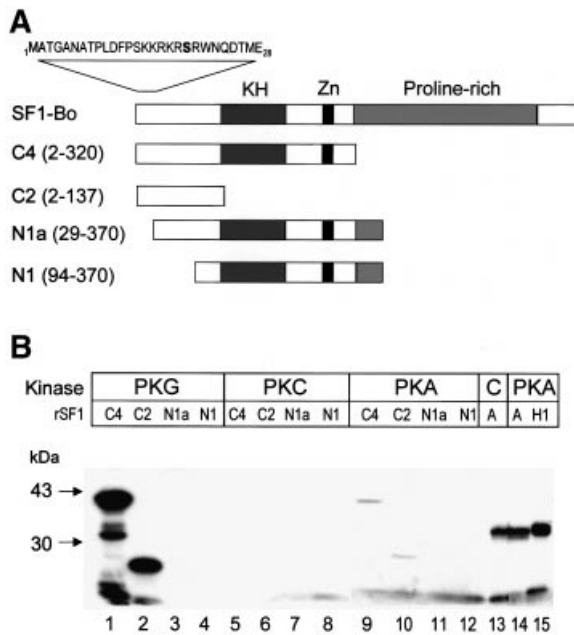 A
1MATGANATPLDFPSKKRKRSRWNQDTME28
KH Zn Proline-rich
SF1-Bo
C4 (2-320)
C2 (2-137)
N1a (29-370)
N1 (94-370)
B
Kinase PKG PKC PKA C PKA
rSF1 C4 C2 N1a N1 C4 C2 N1a N1 C4 C2 N1a N1 A A H1
kDa
43
30
1 2 3 4 5 6 7 8 9 10 11 12 13 14 15